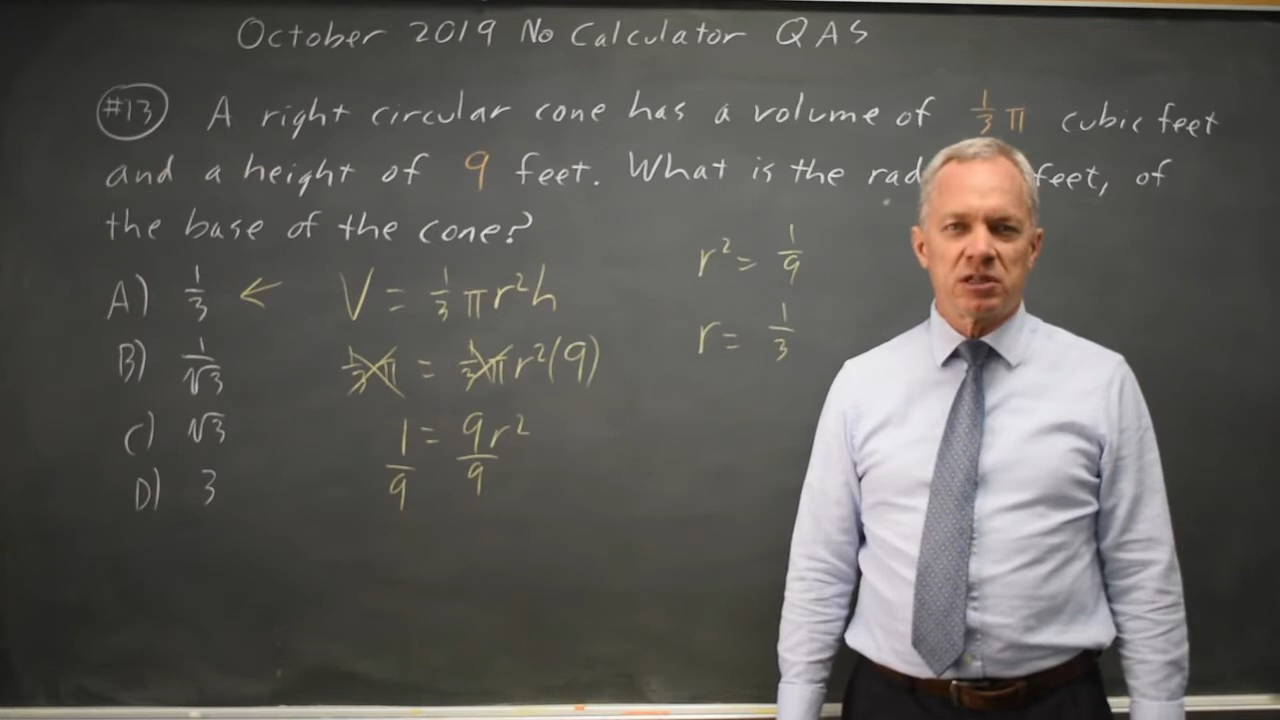 October 2019 No Calculator QAS
#13 A right circular cone has a volume of 1/3 π cubic feet
and a height of 9 feet. What is the rad feet, of
the base of the cone?
A) 1/3 ←
B) 1/√3
C) √3
D) 3
V = 1/3 πr²h
1/3 π = 1/3 πr²(9)
1/9 = 9r²/9
r² = 1/9
r = 1/3